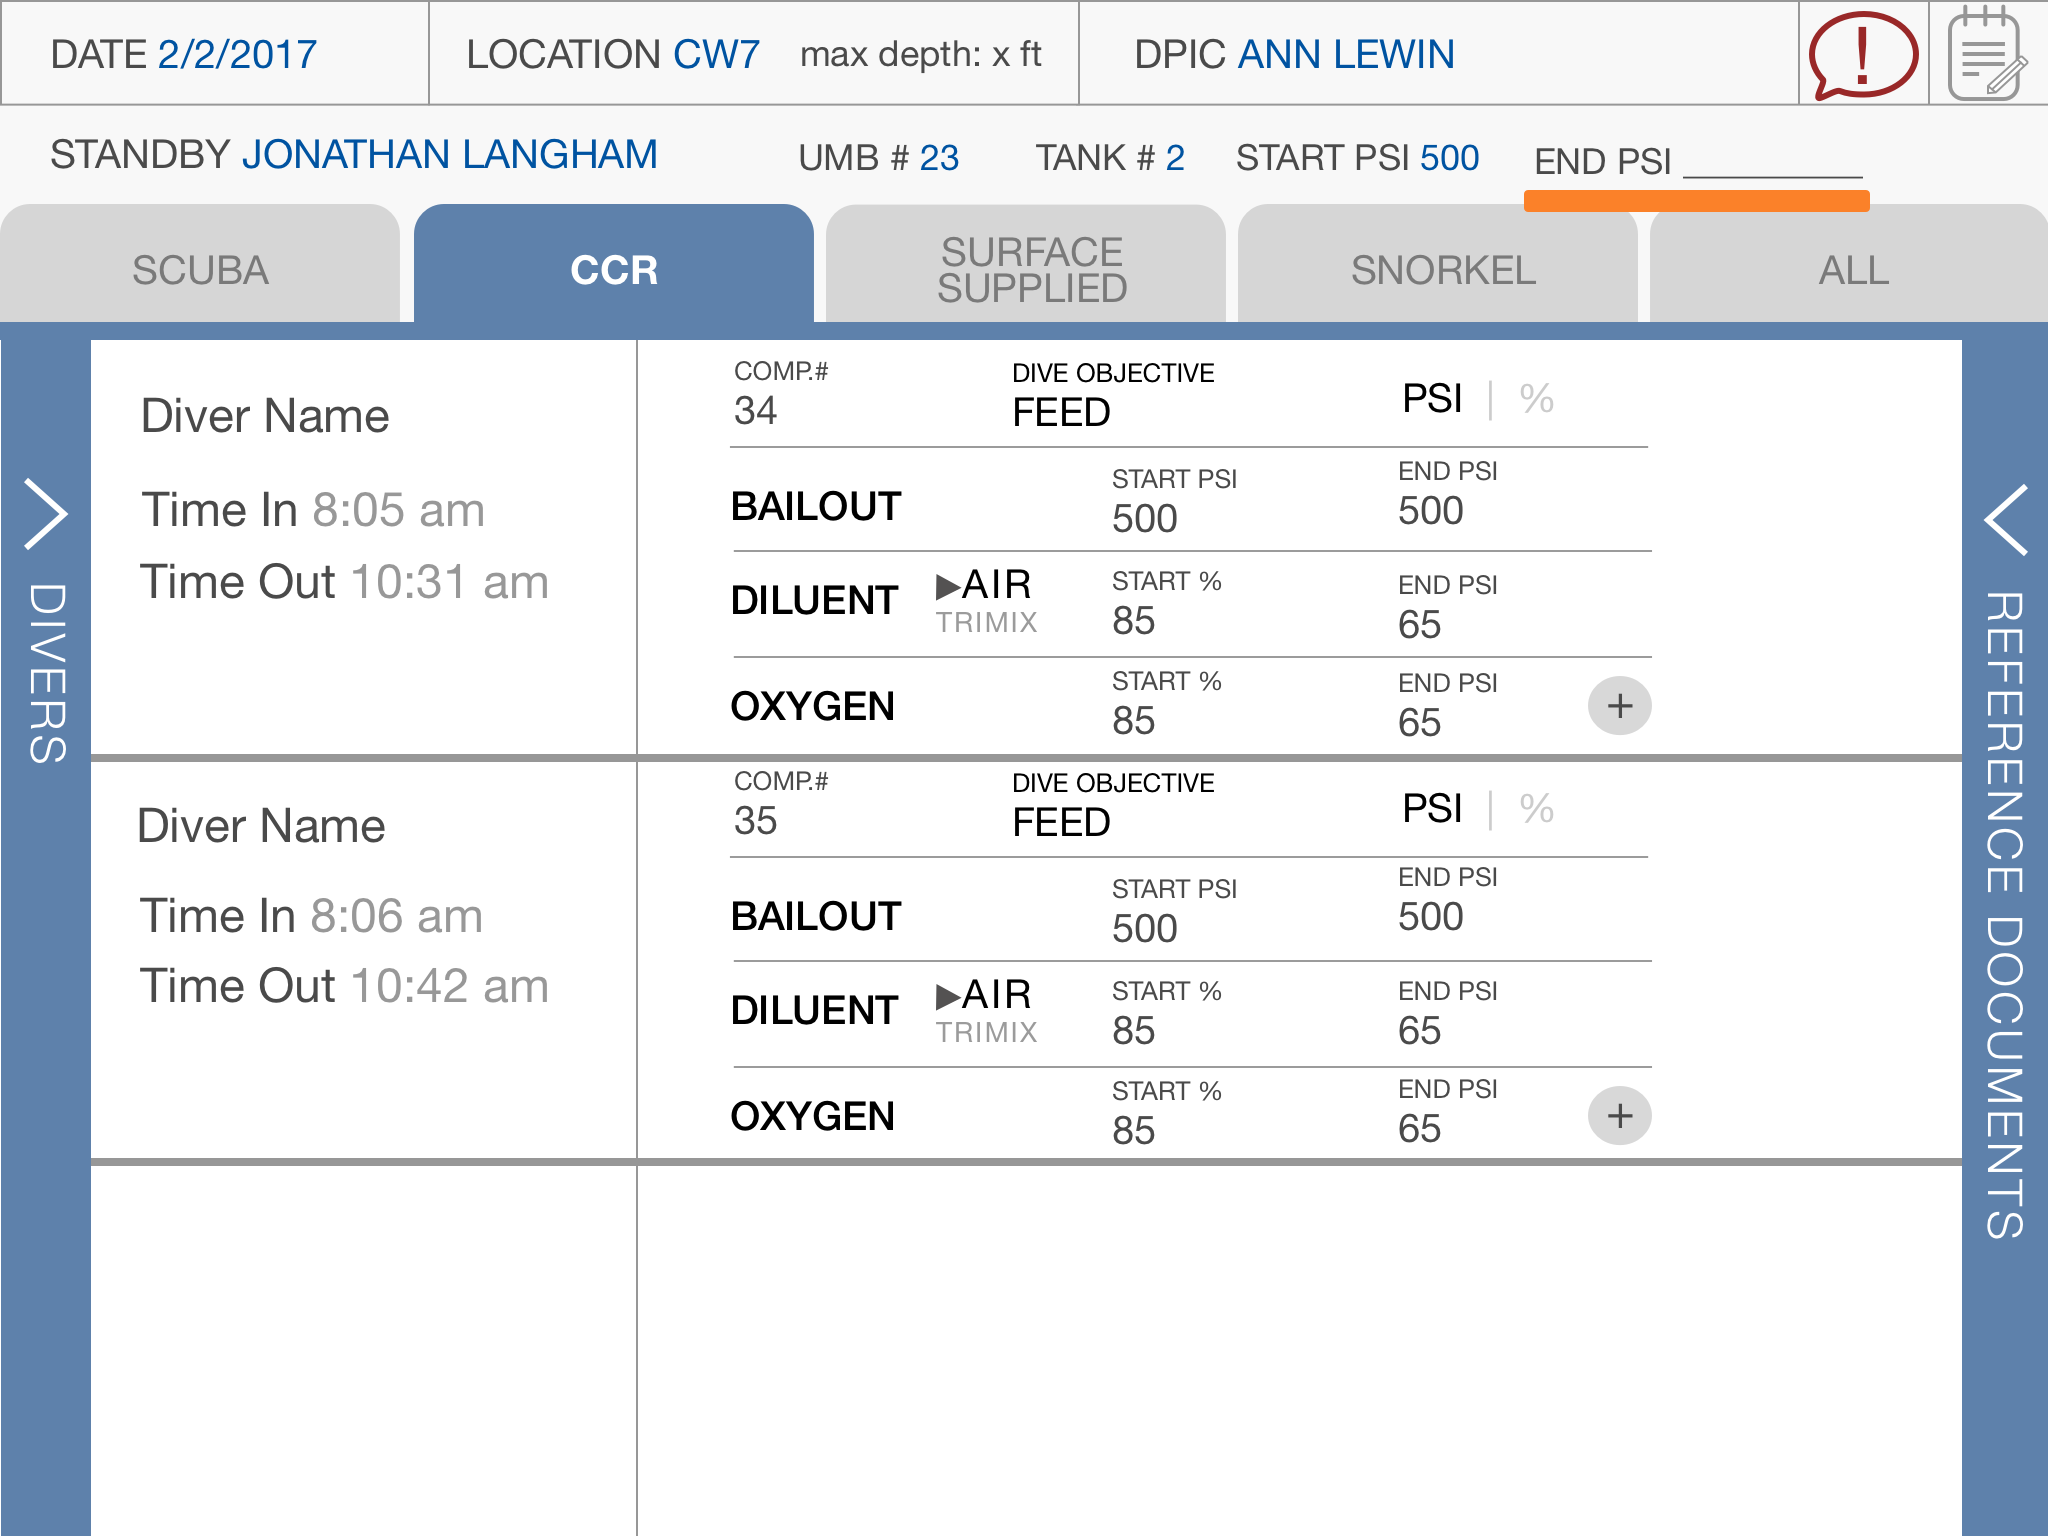 DATE 2/2/2017
LOCATION CW7 max depth: x ft
DPIC ANN LEWIN
!
STANDBY JONATHAN LANGHAM UMB # 23 TANK # 2 START PSI 500 END PSI __________
SCUBA
CCR
SURFACE
SUPPLIED
SNORKEL
ALL
DIVERS
Diver Name
Time In 8:05 am
Time Out 10:31 am
COMP.#
34
DIVE OBJECTIVE
FEED
PSI | %
BAILOUT
START PSI
500
END PSI
500
DILUENT
▶AIR
TRIMIX
START %
85
END PSI
65
OXYGEN
START %
85
END PSI
65
+
Diver Name
Time In 8:06 am
Time Out 10:42 am
COMP.#
35
DIVE OBJECTIVE
FEED
PSI | %
BAILOUT
START PSI
500
END PSI
500
DILUENT
▶AIR
TRIMIX
START %
85
END PSI
65
OXYGEN
START %
85
END PSI
65
+
REFERENCE DOCUMENTS